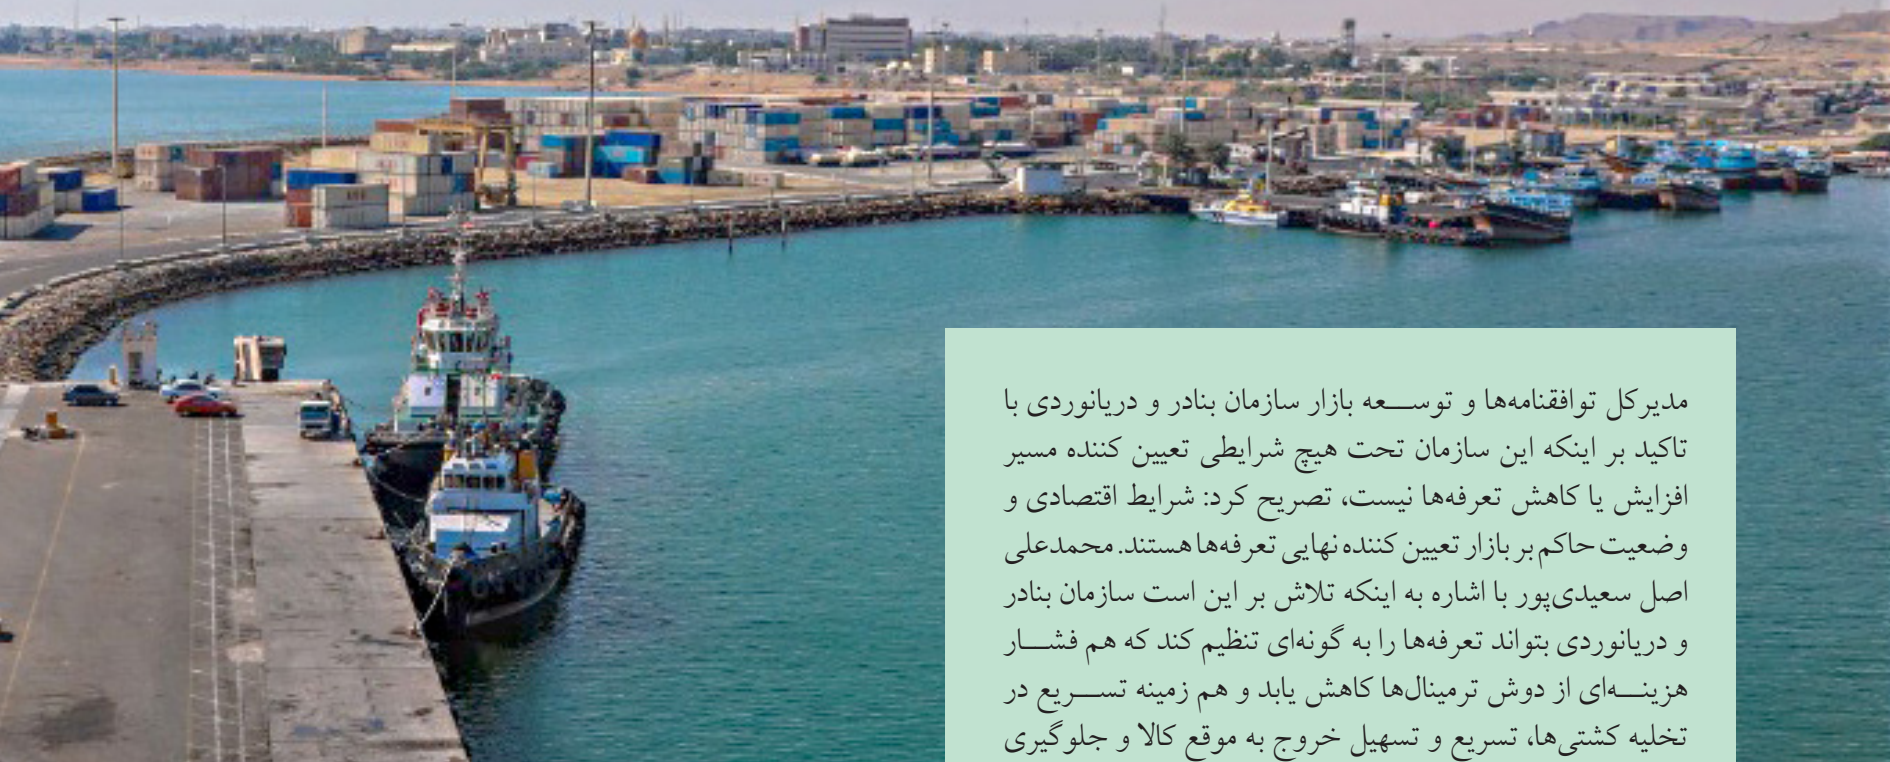 مدیرکل توافقنامه‌ها و توســعه بازار سازمان بنادر و دریانوردی با
تاکید بر اینکه این سازمان تحت هیچ شرایطی تعیین کننده مسیر
افزایش یا کاهش تعرفه‌ها نیست، تصریح کرد: شرایط اقتصادی و
وضعیت حاکم بر بازار تعیین کننده نهایی تعرفه‌ها هستند. محمدعلی
اصل سعیدی‌پور با اشاره به اینکه تلاش بر این است سازمان بنادر
و دریانوردی بتواند تعرفه‌ها را به گونه‌ای تنظیم کند که هم فشــار
هزینــه‌ای از دوش ترمینال‌ها کاهش یابد و هم زمینه تســریع در
تخلیه کشتی‌ها، تسریع و تسهیل خروج به موقع کالا و جلوگیری